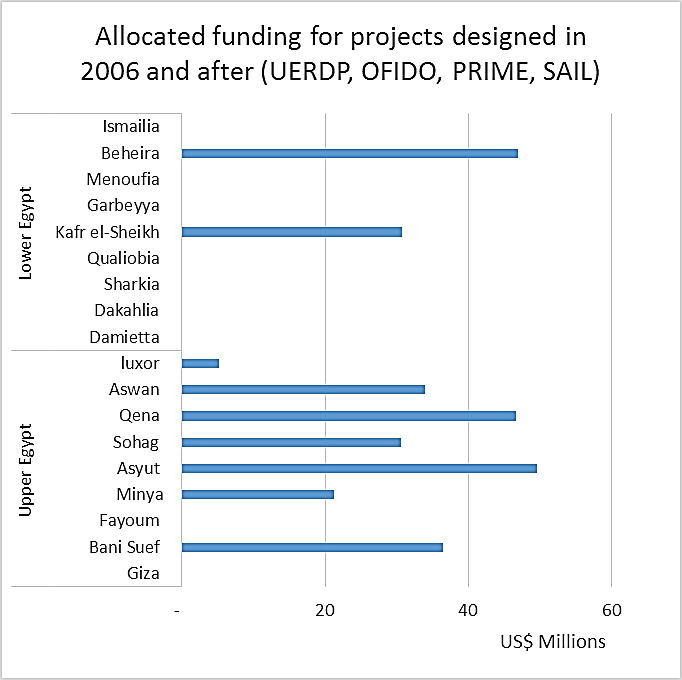 Allocated funding for projects designed in
2006 and after (UERDP, OFIDO, PRIME, SAIL)
Lower Egypt
Ismailia
Beheira
Menoufia
Garbeyya
Kafr el-Sheikh
Qualiobia
Sharkia
Dakahlia
Damietta
Upper Egypt
luxor
Aswan
Qena
Sohag
Asyut
Minya
Fayoum
Bani Suef
Giza
- 20 40 60
US$ Millions